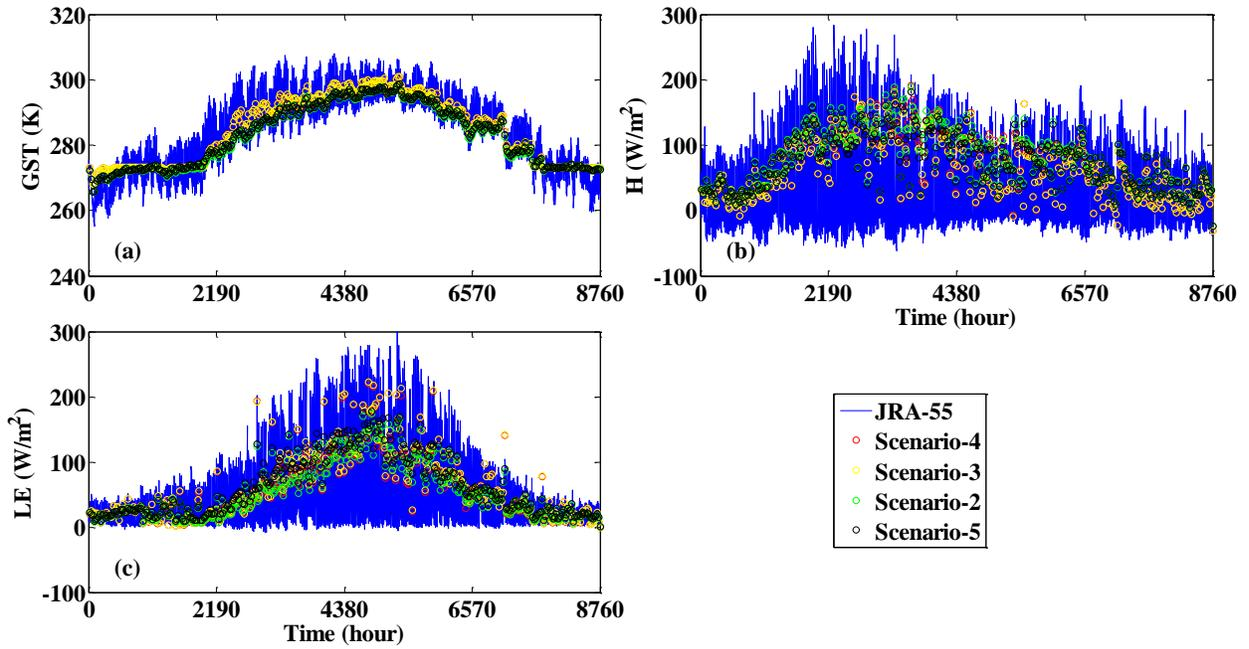 320
300
280
260
240
GST (K)
(a)
0 2190 4380 6570 8760
300
200
100
0
-100
H (W/m²)
(b)
0 2190 4380 6570 8760
Time (hour)
300
200
100
0
-100
LE (W/m²)
(c)
0 2190 4380 6570 8760
Time (hour)
JRA-55
Scenario-4
Scenario-3
Scenario-2
Scenario-5